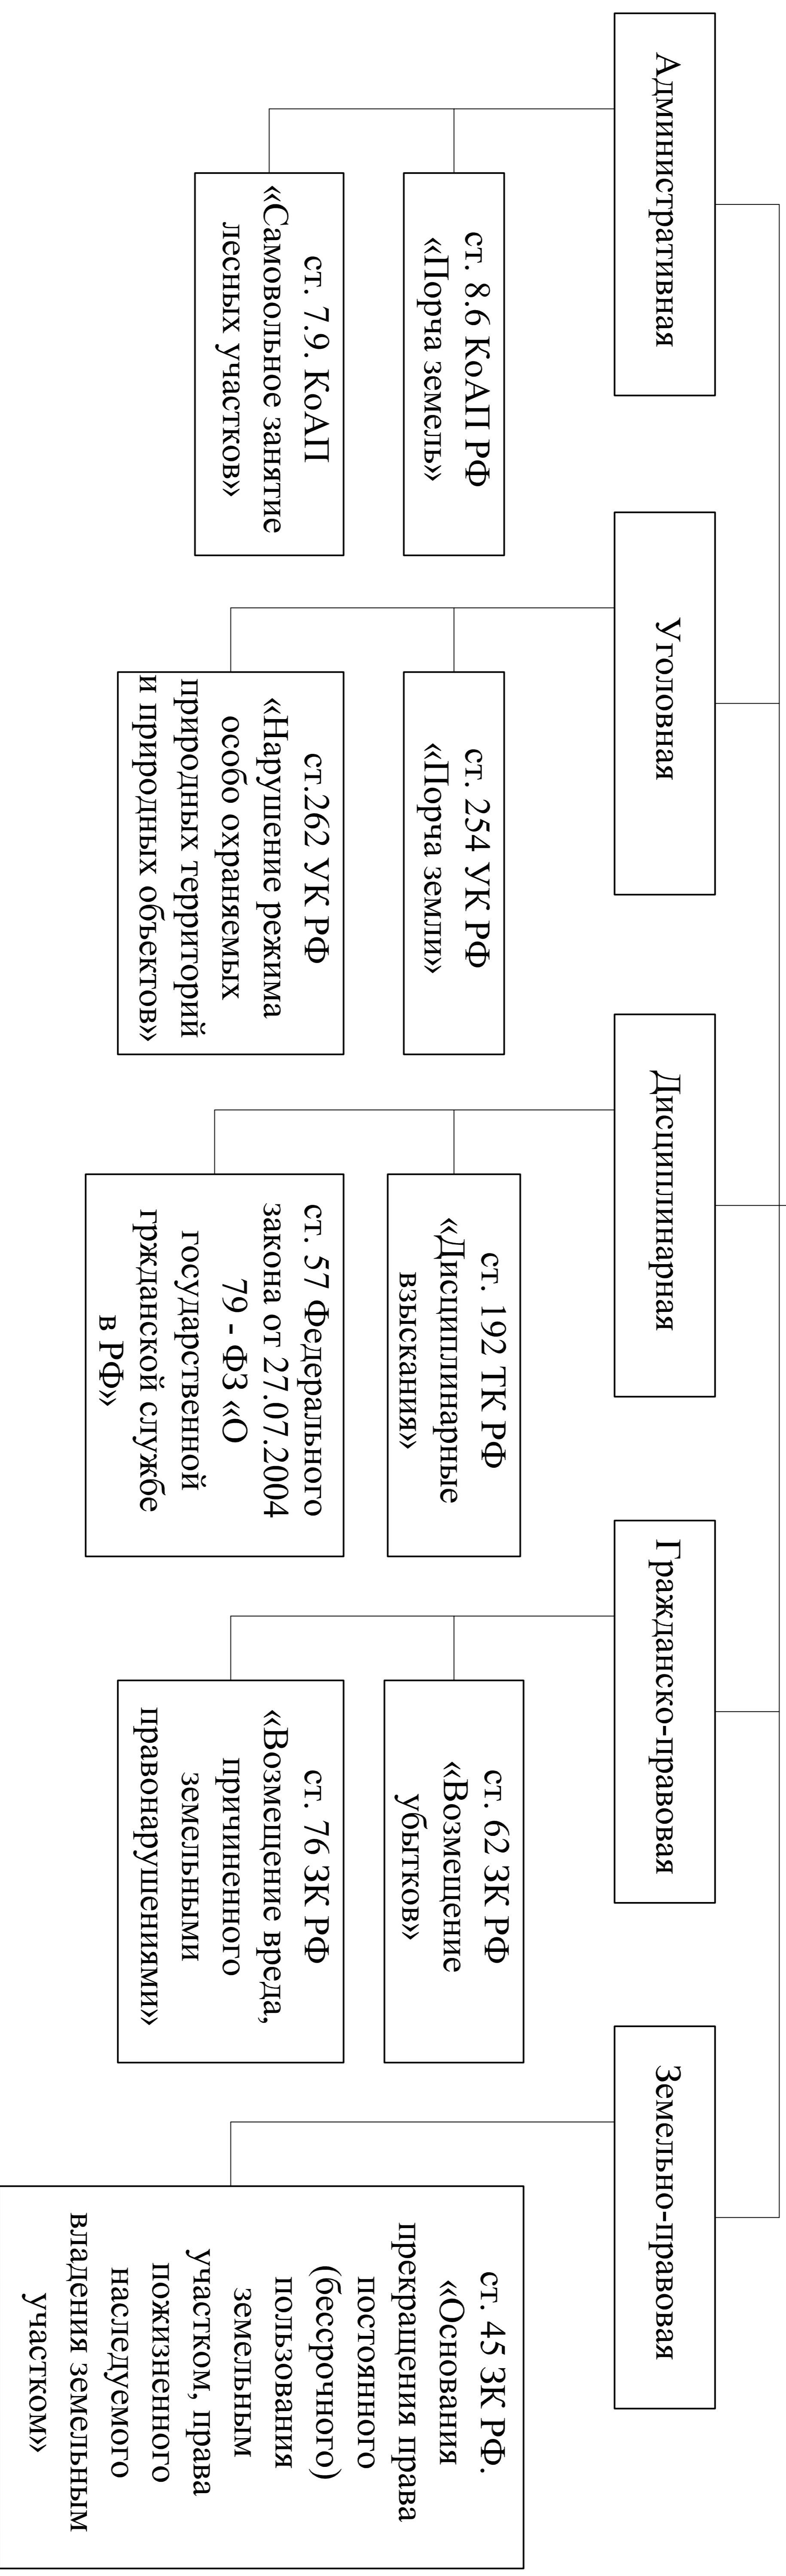 Административная
ст. 8.6 КоАП РФ
«Порча земель»
ст. 7.9. КоАП
«Самовольное занятие
лесных участков»
Уголовная
ст. 254 УК РФ
«Порча земли»
ст.262 УК РФ
«Нарушение режима
особо охраняемых
природных территорий
и природных объектов»
Дисциплинарная
ст. 192 ТК РФ
«Дисциплинарные
взыскания»
ст. 57 Федерального
закона от 27.07.2004
79 - ФЗ «О
государственной
гржданской службе
в РФ»
Гражданско-правовая
ст. 62 ЗК РФ
«Возмещение
убытков»
ст. 76 ЗК РФ
«Возмещение вреда,
причиненного
земельными
правонарушениями»
Земельно-правовая
ст. 45 ЗК РФ.
«Основания
прекращения права
постоянного
(бессрочного)
пользования
земельным
участком, права
пожизненного
наследуемого
владения земельным
участком»